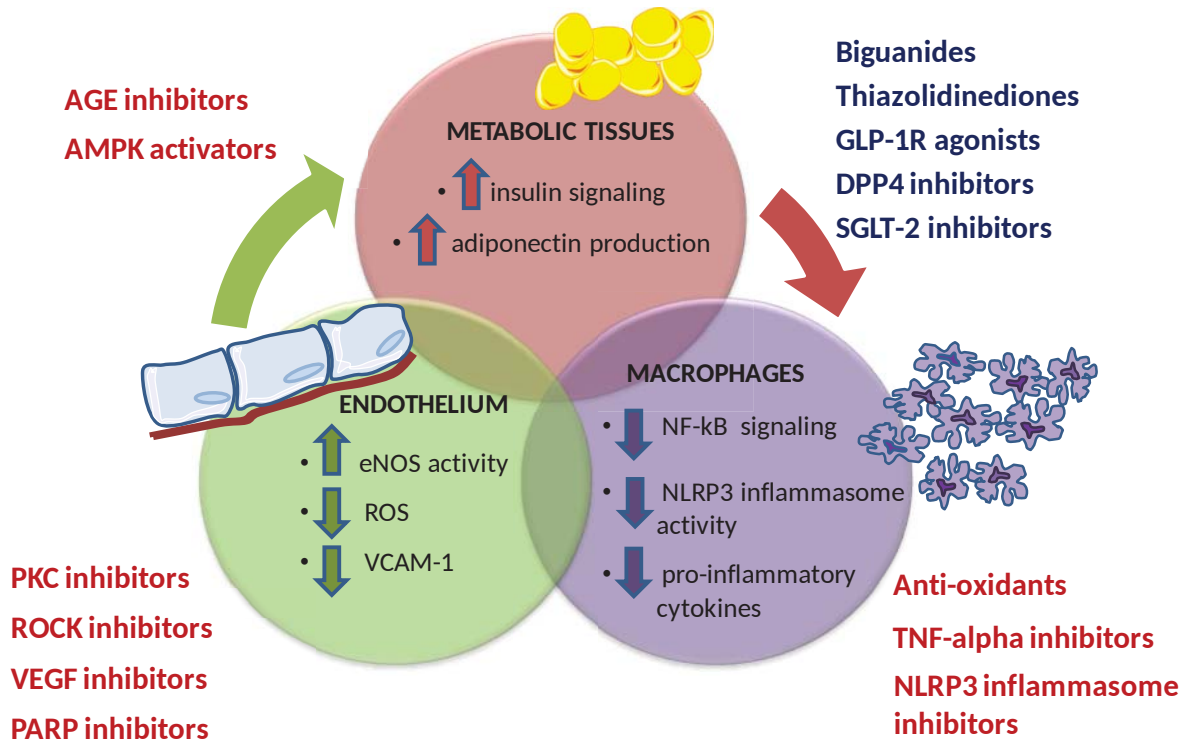 AGE inhibitors
AMPK activators
Biguanides
Thiazolidinediones
GLP-1R agonists
DPP4 inhibitors
SGLT-2 inhibitors
METABOLIC TISSUES
• insulin signaling
• adiponectin production
ENDOTHELIUM
• eNOS activity
• ROS
• VCAM-1
MACROPHAGES
• NF-kB signaling
• NLRP3 inflammasome
activity
• pro-inflammatory
cytokines
PKC inhibitors
ROCK inhibitors
VEGF inhibitors
PARP inhibitors
Anti-oxidants
TNF-alpha inhibitors
NLRP3 inflammasome
inhibitors